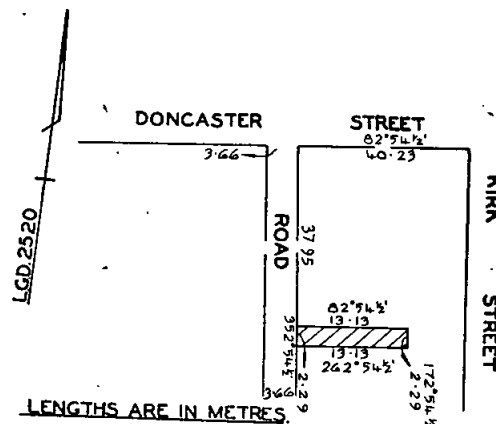 DONCASTER STREET
82°54½'
40·23
3·66
KIRK STREET
LGD.2520
ROAD
37 95
82°54½'
13·13
13·13
262°54½'
352°54½'
2·29
172°54½'
2·29
3·66
LENGTHS ARE IN METRES.